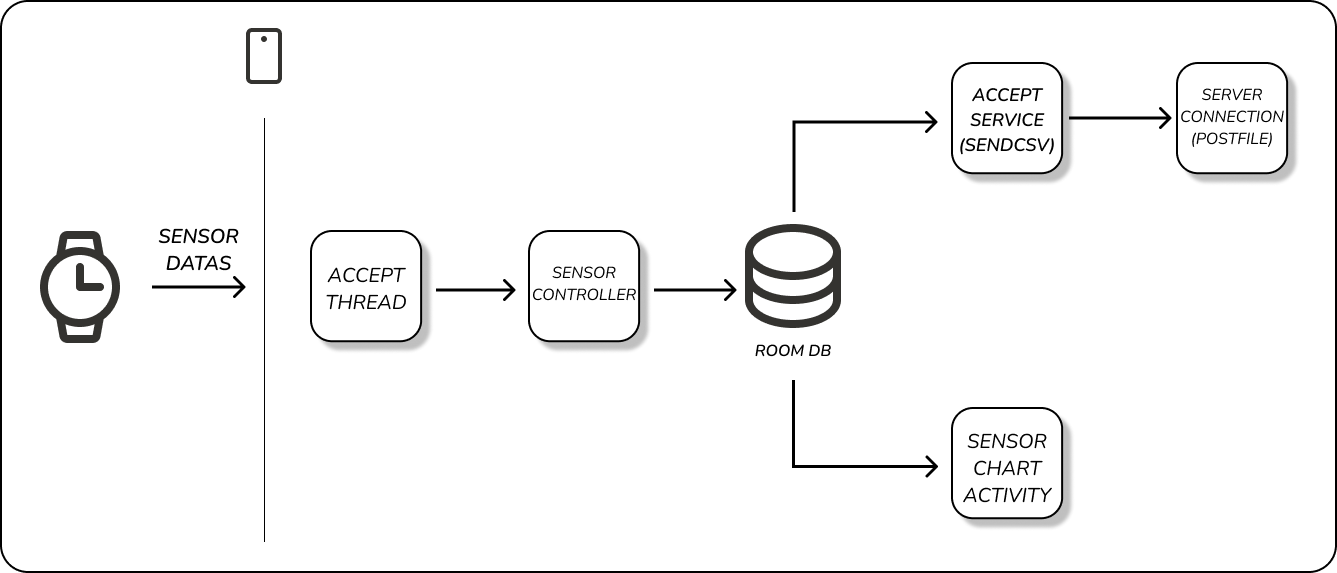 SENSOR
DATAS
ACCEPT
THREAD
SENSOR
CONTROLLER
ROOM DB
ACCEPT
SERVICE
(SENDCSV)
SERVER
CONNECTION
(POSTFILE)
SENSOR
CHART
ACTIVITY